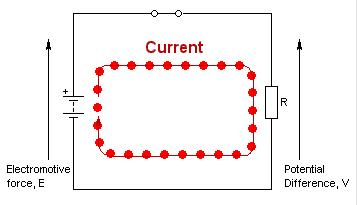 Current
+
R
Electromotive
force, E
Potential
Difference, V